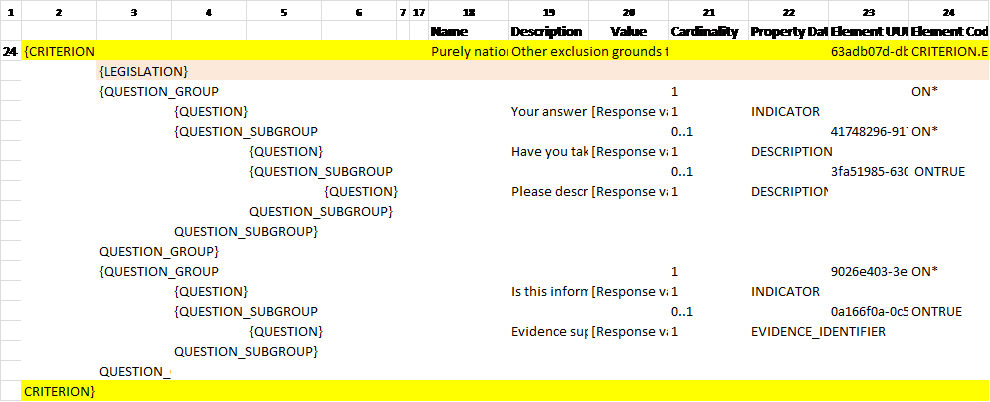 1 2 3 4 5 6 7 17 18 19 20 21 22 23 24
Name Description Value Cardinality Property Dat Element UUI Element Cod
24 {CRITERION Purely natio Other exclusion grounds 63adb07d-db CRITERION.E
{LEGISLATION}
{QUESTION_GROUP 1 ON*
{QUESTION} Your answer [Response va 1 INDICATOR
{QUESTION_SUBGROUP 0..1 41748296-91 ON*
{QUESTION} Have you tak [Response va 1 DESCRIPTION
{QUESTION_SUBGROUP 0..1 3fa51985-630 ONTRUE
{QUESTION} Please descr [Response va 1 DESCRIPTION
QUESTION_SUBGROUP}
QUESTION_SUBGROUP}
QUESTION_GROUP}
{QUESTION_GROUP 1 9026e403-3e ON*
{QUESTION} Is this inform [Response va 1 INDICATOR
{QUESTION_SUBGROUP 0..1 0a166f0a-0c5 ONTRUE
{QUESTION} Evidence sup [Response va 1 EVIDENCE_IDENTIFIER
QUESTION_SUBGROUP}
QUESTION_
CRITERION}